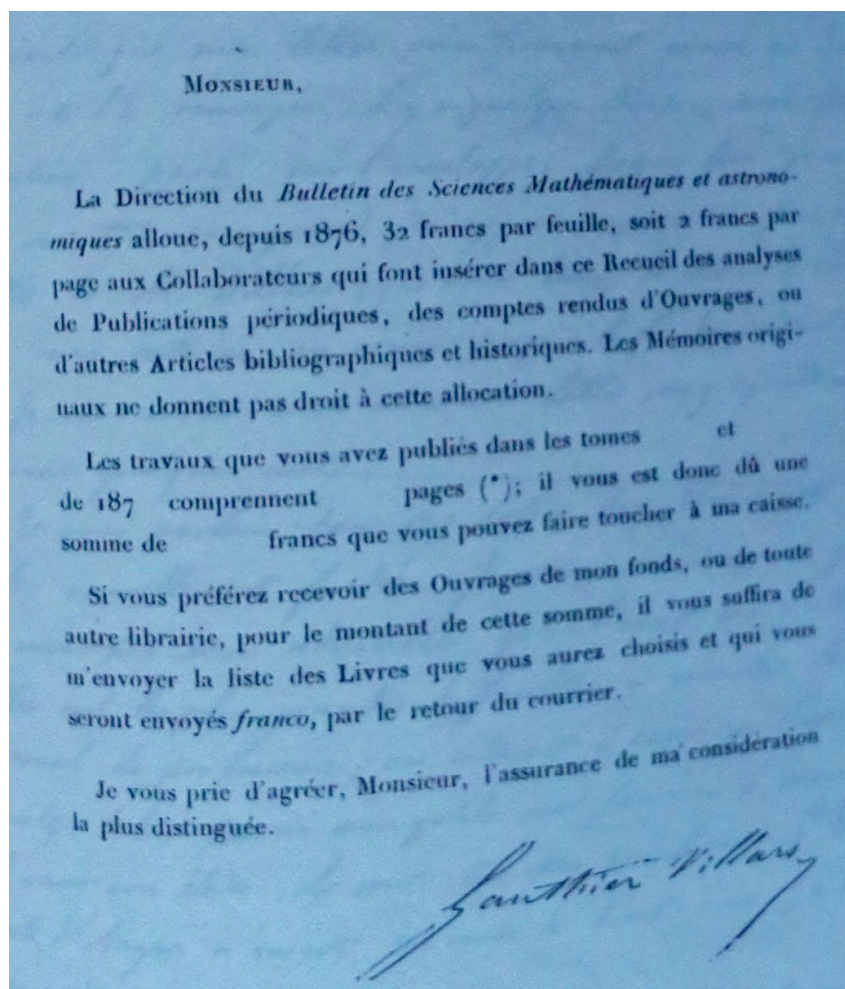 Monsieur,
La Direction du Bulletin des Sciences Mathématiques et astrono-
miques alloue, depuis 1876, 32 francs par feuille, soit 2 francs par
page aux Collaborateurs qui font insérer dans ce Recueil des analyses
de Publications périodiques, des comptes rendus d'Ouvrages, ou
d'autres Articles bibliographiques et historiques. Les Mémoires origi-
naux ne donnent pas droit à cette allocation.
Les travaux que vous avez publiés dans les tomes et
de 187 comprennent pages (*); il vous est donc dû une
somme de francs que vous pouvez faire toucher à ma caisse.
Si vous préférez recevoir des Ouvrages de mon fonds, ou de toute
autre librairie, pour le montant de cette somme, il vous suffira de
m'envoyer la liste des Livres que vous aurez choisis et qui vous
seront envoyés franco, par le retour du courrier.
Je vous prie d'agréer, Monsieur, l'assurance de ma considération
la plus distinguée.
Gauthier Villars